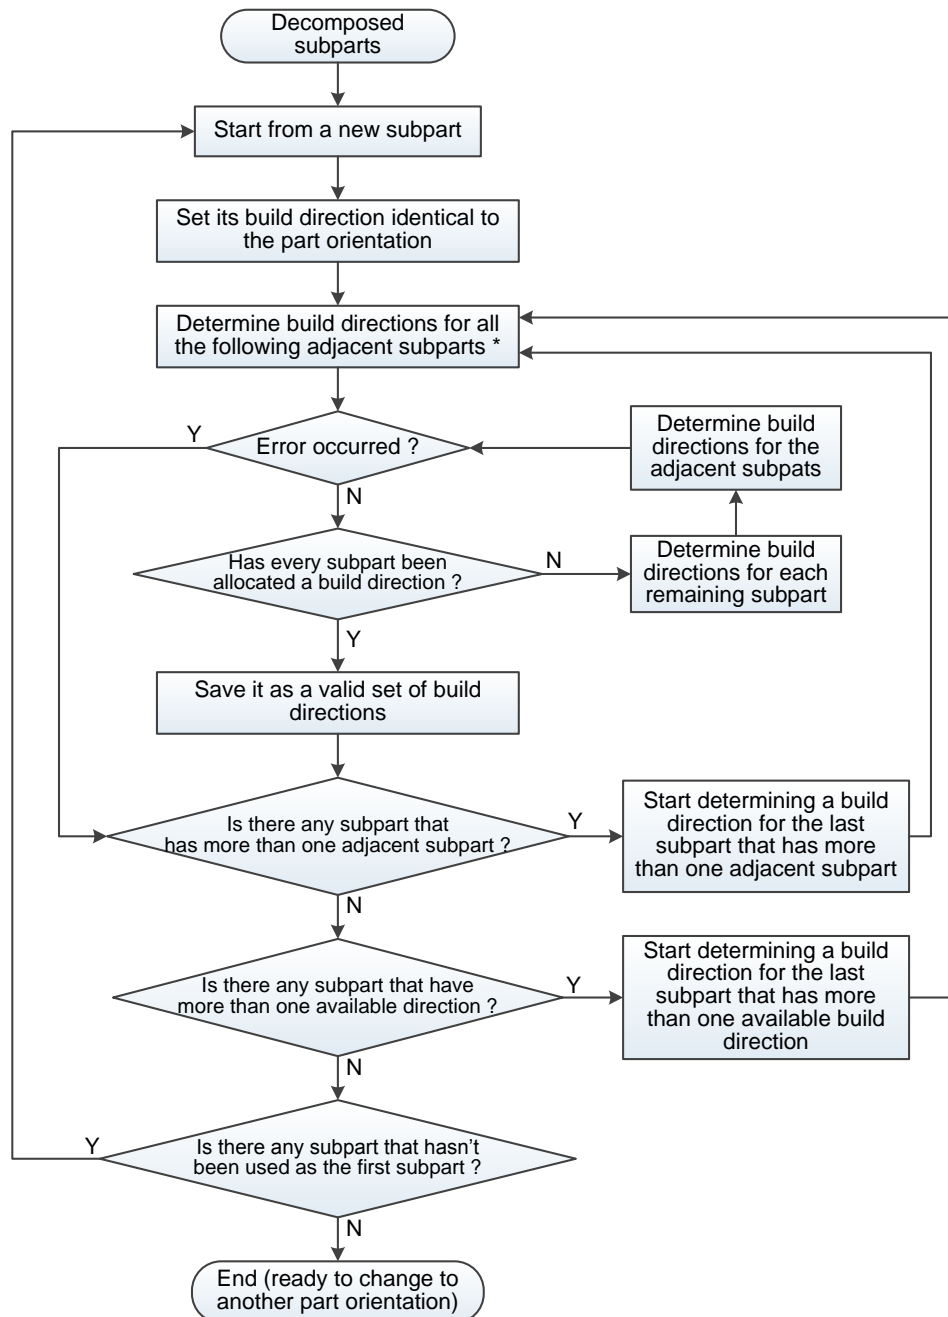 Decomposed
subparts
Start from a new subpart
Set its build direction identical to
the part orientation
Determine build directions for all
the following adjacent subparts *
Y
Error occurred ?
N
Determine build
directions for the
adjacent subpats
Has every subpart been
allocated a build direction ?
N
Determine build
directions for each
remaining subpart
Y
Save it as a valid set of build
directions
Is there any subpart that
has more than one adjacent subpart ?
Y
Start determining a build
direction for the last
subpart that has more
than one adjacent subpart
N
Is there any subpart that have
more than one available direction ?
Y
Start determining a build
direction for the last
subpart that has more
than one available build
direction
N
Y
Is there any subpart that hasn't
been used as the first subpart ?
N
End (ready to change to
another part orientation)